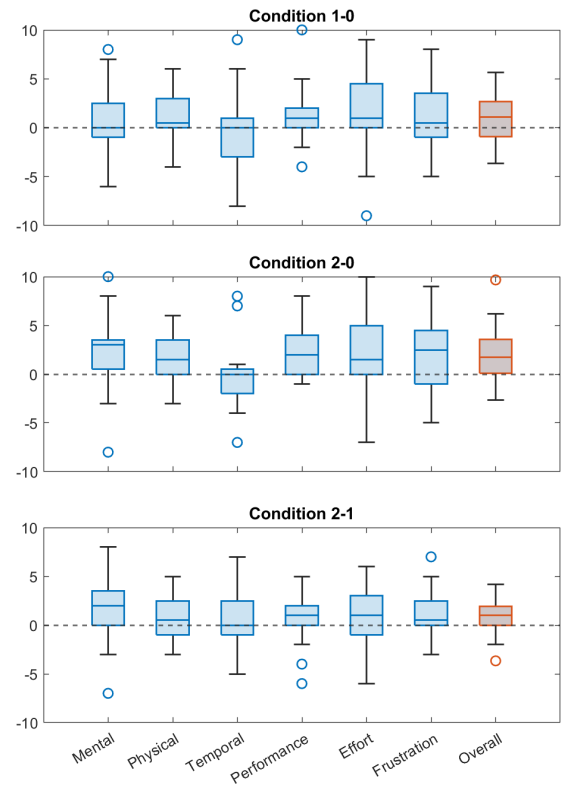 Condition 1-0
10
5
0
-5
-10
Condition 2-0
10
5
0
-5
-10
Condition 2-1
10
5
0
-5
-10
Mental
Physical
Temporal
Performance
Effort
Frustration
Overall